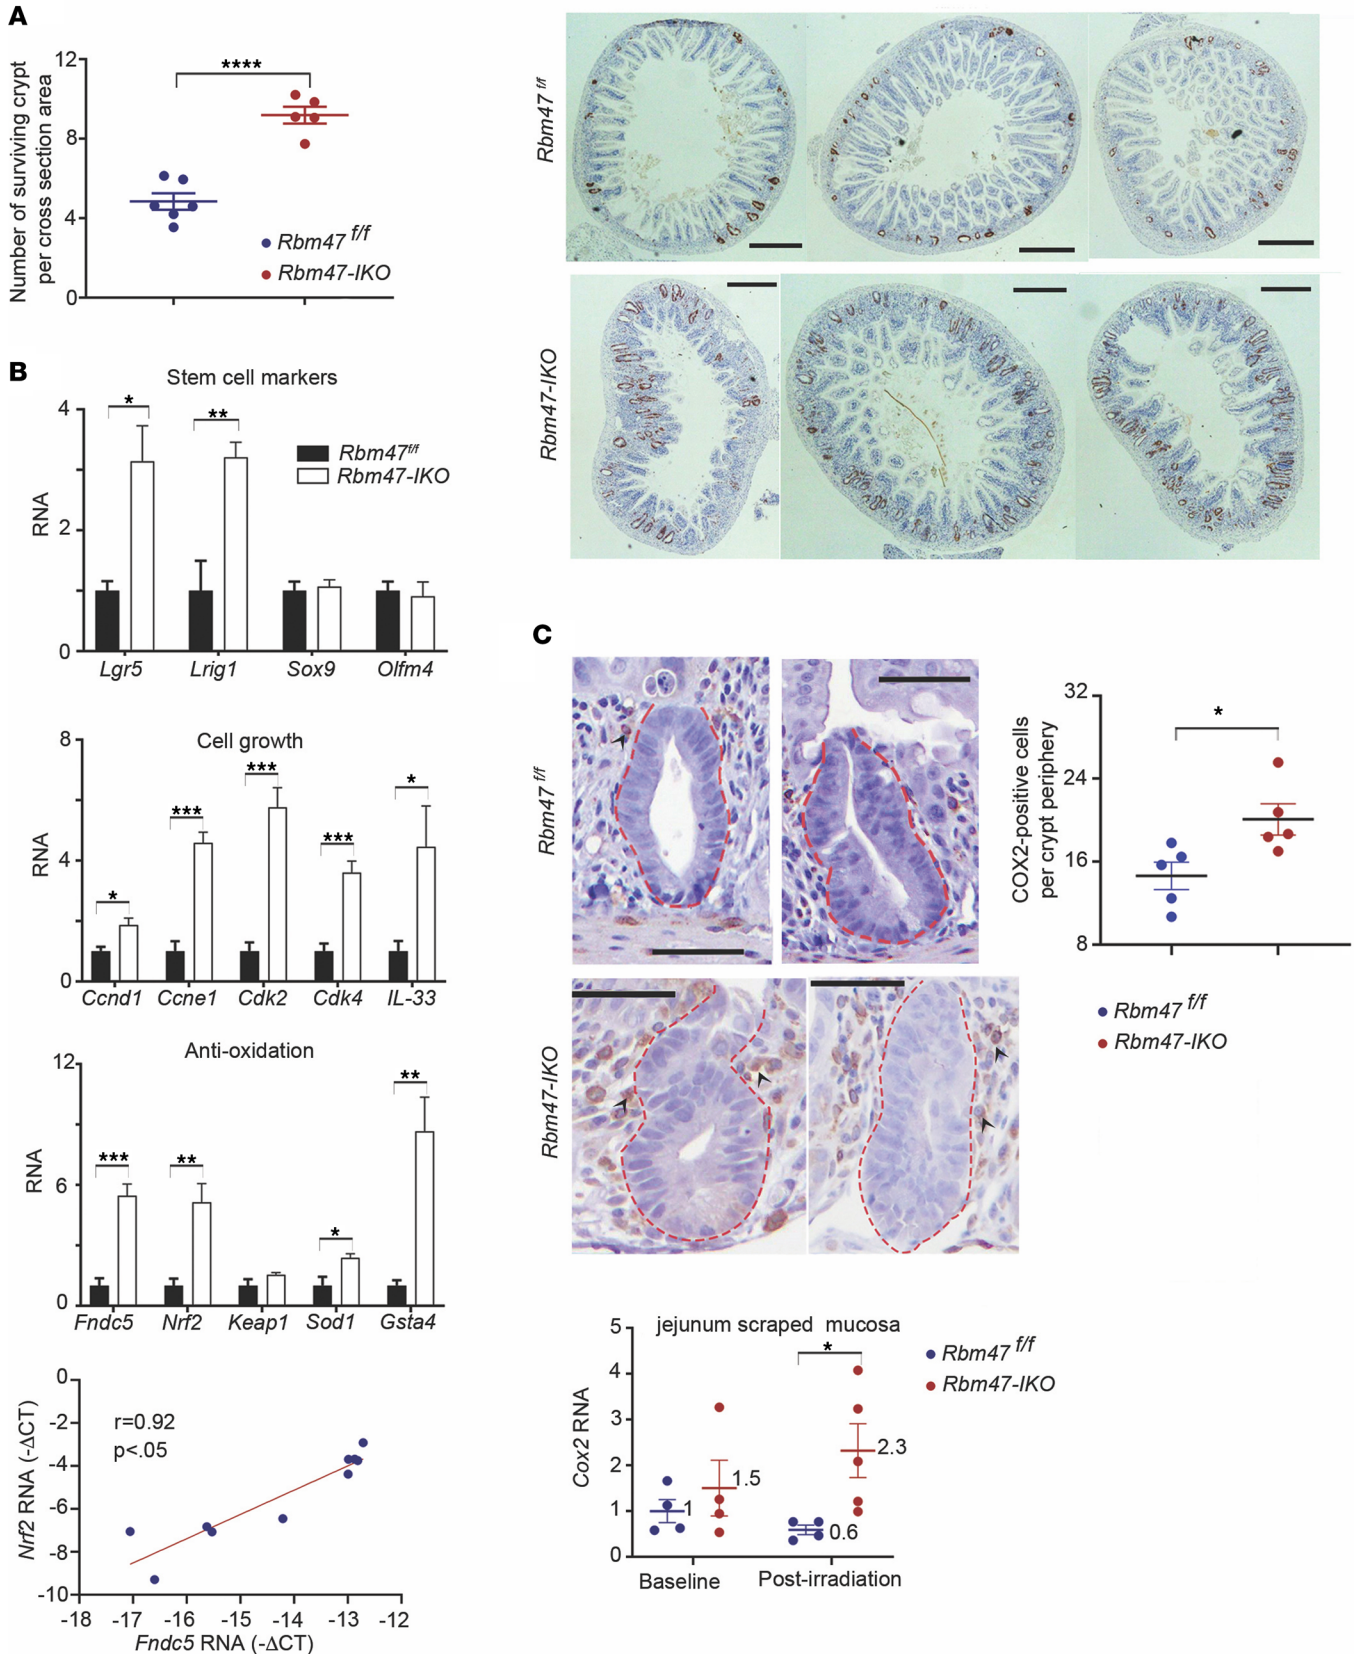 A
12
8
4
0
Number of surviving crypt
per cross section area
****
Rbm47 f/f
Rbm47-IKO
Rbm47 f/f
Rbm47-IKO
B
Stem cell markers
4
2
0
RNA
*
**
Rbm47f/f
Rbm47-IKO
Lgr5 Lrig1 Sox9 Olfm4
Cell growth
8
4
0
RNA
*
***
***
***
*
Ccnd1 Ccne1 Cdk2 Cdk4 IL-33
Anti-oxidation
12
6
0
RNA
***
**
*
**
Fndc5 Nrf2 Keap1 Sod1 Gsta4
0
-2
-4
-6
-8
-10
Nrf2 RNA (-ΔCT)
r=0.92
p<.05
-18 -17 -16 -15 -14 -13 -12
Fndc5 RNA (-ΔCT)
C
Rbm47 f/f
Rbm47-IKO
32
24
16
8
COX2-positive cells
per crypt periphery
*
Rbm47 f/f
Rbm47-IKO
jejunum scraped mucosa
5
4
3
2
1
0
Cox2 RNA
*
1
1.5
0.6
2.3
Baseline Post-irradiation
Rbm47 f/f
Rbm47-IKO